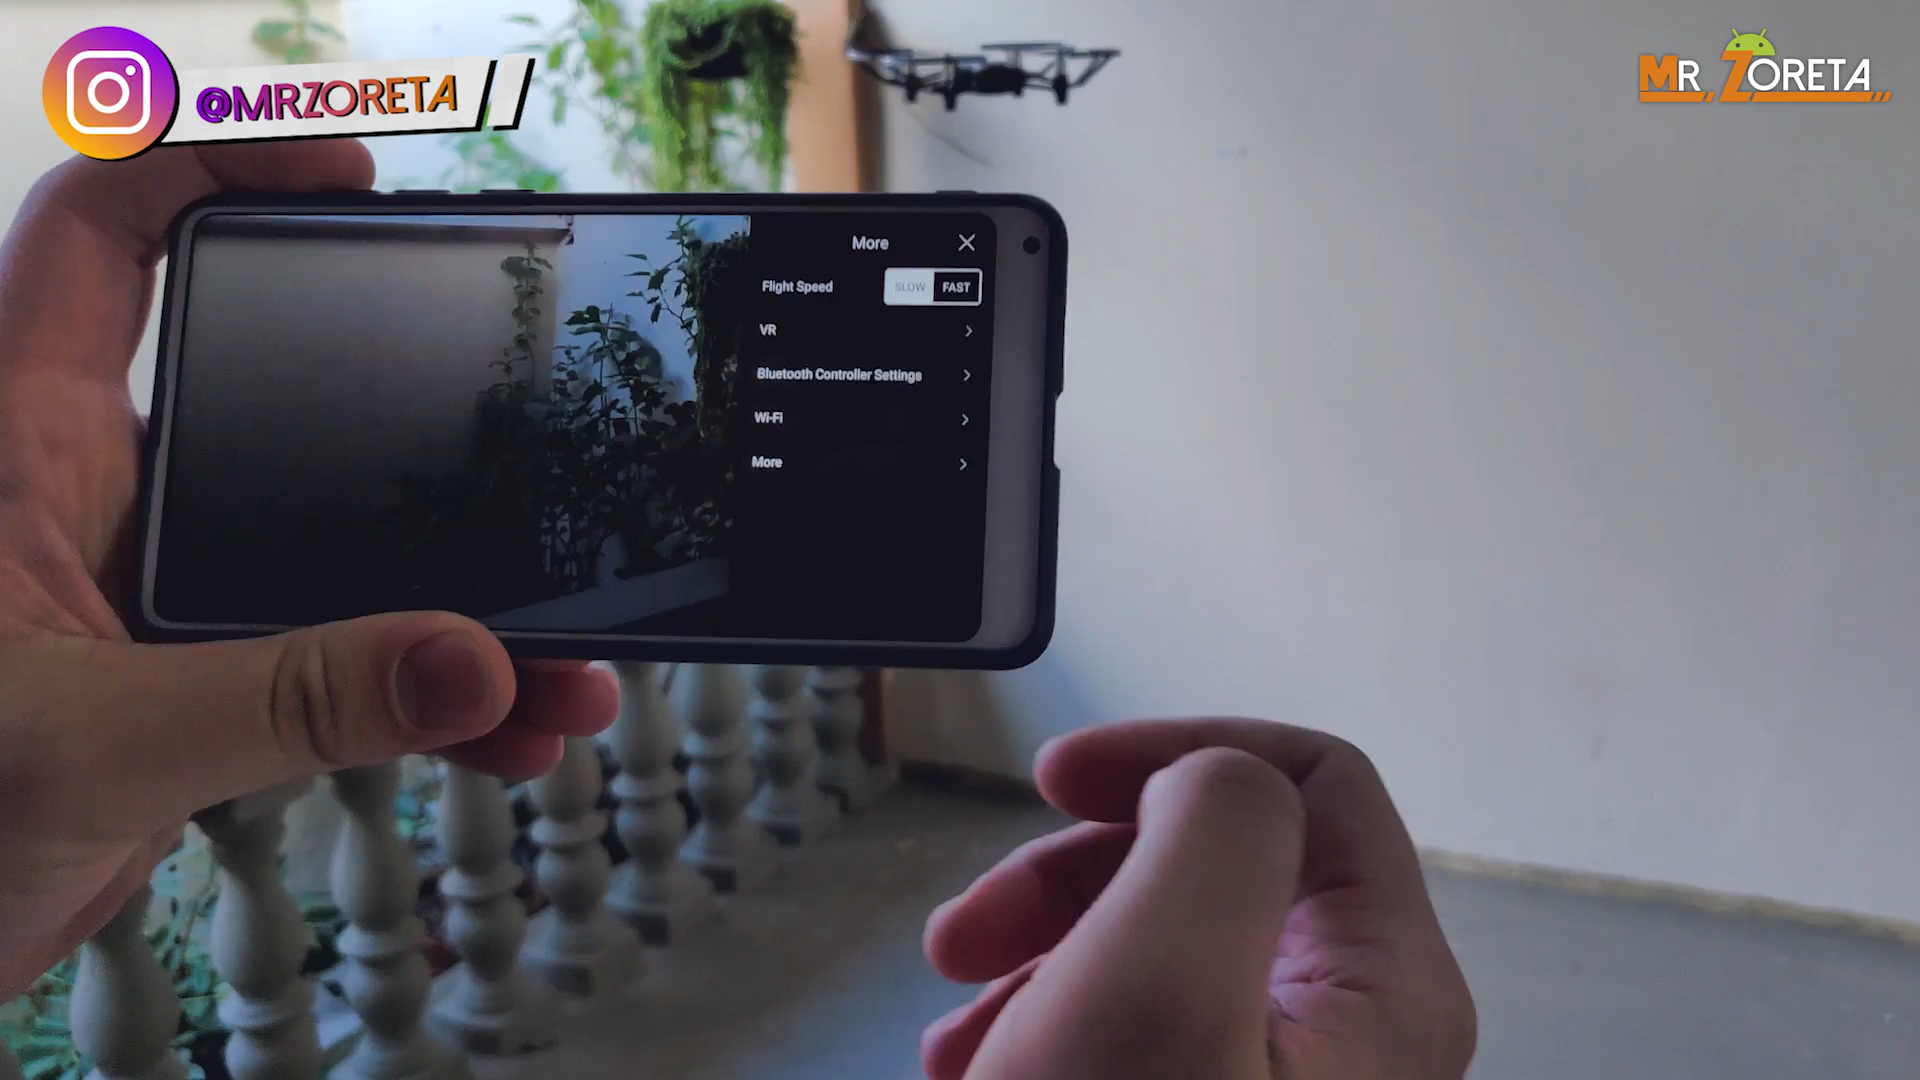 @MRZORETA
MR. ZORETA
More
Flight Speed
SLOW FAST
VR
Bluetooth Controller Settings
Wi-Fi
More